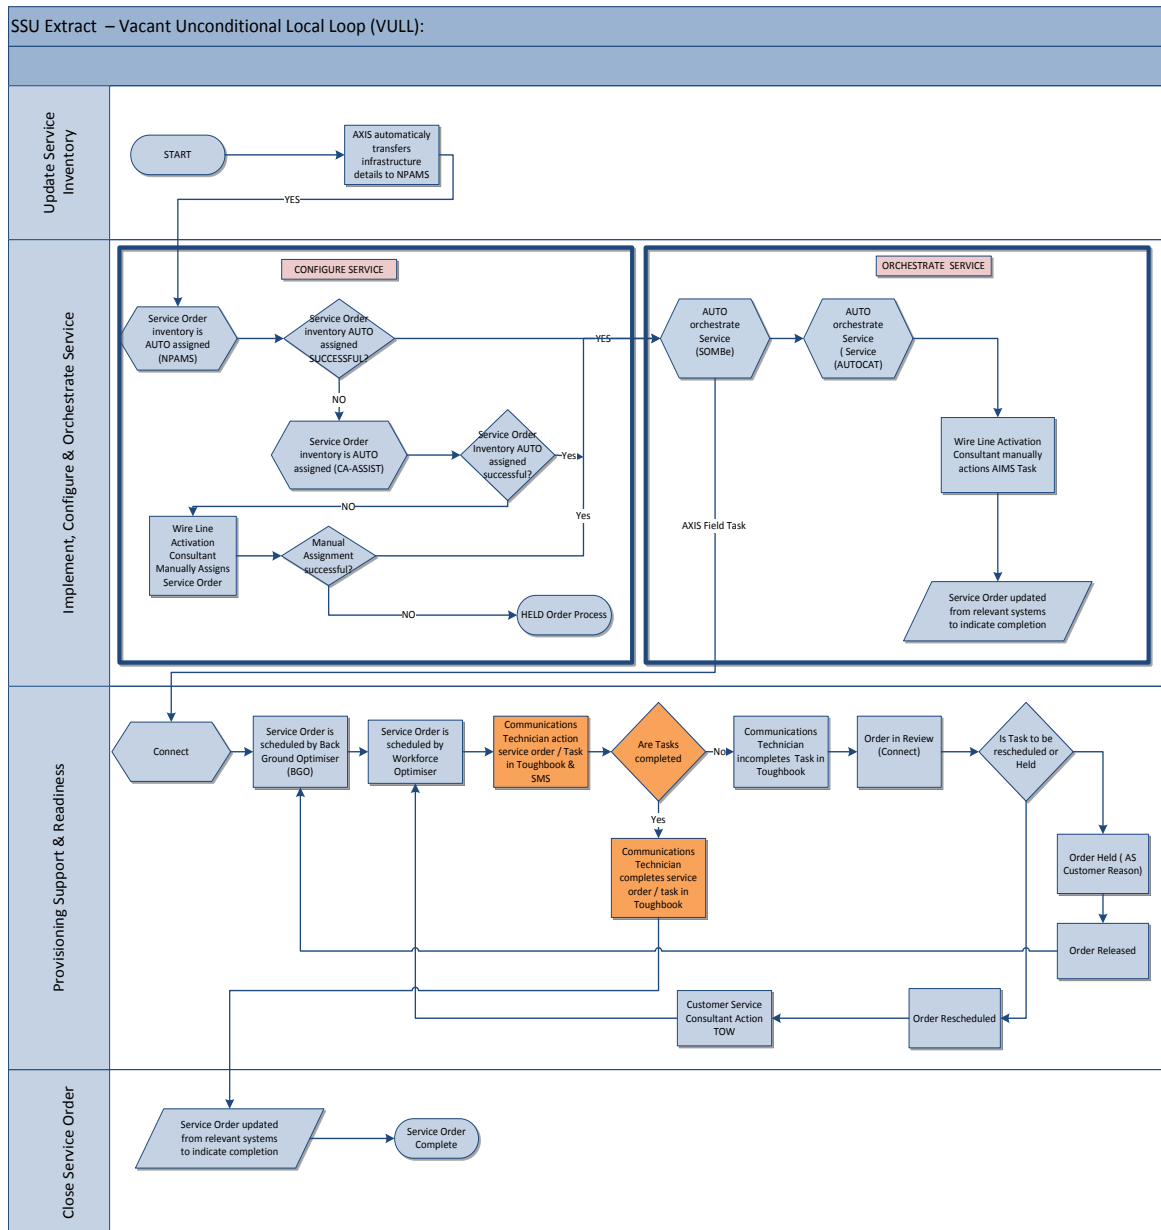 SSU Extract – Vacant Unconditional Local Loop (VULL):
Update Service
Inventory
START
AXIS automaticaly
transfers
infrastructure
details to NPAMS
YES
Implement, Configure & Orchestrate Service
CONFIGURE SERVICE
ORCHESTRATE SERVICE
Service Order
inventory is
AUTO assigned
(NPAMS)
Service Order
inventory AUTO
assigned
SUCCESSFUL?
YES
AUTO
orchestrate
Service
(SOMBe)
AUTO
orchestrate
Service
( Service
(AUTOCAT)
NO
Service Order
inventory is AUTO
assigned (CA-ASSIST)
Service Order
Inventory AUTO
assigned
successful?
Yes
Wire Line Activation
Consultant manually
actions AIMS Task
NO
Yes
AXIS Field Task
Wire Line
Activation
Consultant
Manually Assigns
Service Order
Manual
Assignment
successful?
NO
HELD Order Process
Service Order updated
from relevant systems
to indicate completion
Provisioning Support & Readiness
Connect
Service Order is
scheduled by Back
Ground Optimiser
(BGO)
Service Order is
scheduled by
Workforce
Optimiser
Communications
Technician action
service order / Task
in Toughbook &
SMS
Are Tasks
completed
No
Communications
Technician
incompletes Task in
Toughbook
Order in Review
(Connect)
Is Task to be
rescheduled or
Held
Yes
Communications
Technician
completes service
order / task in
Toughbook
Order Held ( AS
Customer Reason)
Order Released
Customer Service
Consultant Action
TOW
Order Rescheduled
Close Service Order
Service Order updated
from relevant systems
to indicate completion
Service Order
Complete